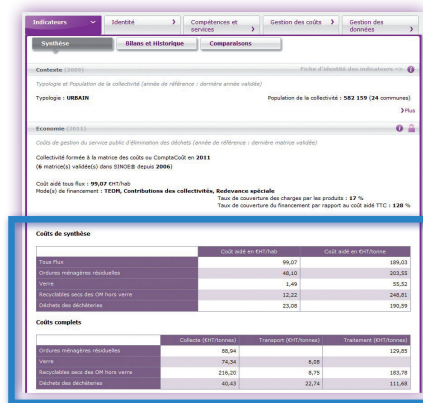 Indicateurs Identité Compétences et services Gestion des coûts Gestion des données
Synthèse Bilans et Historique Comparaisons
Contexte (2009) Fiche d'identité des indicateurs >>
Typologie et Population de la collectivité (année de référence : dernière année validée)
Typologie : URBAIN Population de la collectivité : 582 159 (24 communes)
Plus
Economie (2011)
Coûts de gestion du service public d'élimination des déchets (année de référence : dernière matrice validée)
Collectivité formée à la matrice des coûts ou ComptaCoût en 2011
(6 matrice(s) validée(s) dans SINOE® depuis 2006)
Coût aidé tous flux : 99,07 €HT/hab
Mode(s) de financement : TEOM, Contributions des collectivités, Redevance spéciale
Taux de couverture des charges par les produits : 17 %
Taux de couverture du financement par rapport au coût aidé TTC : 128 %
Coûts de synthèse
Coût aidé en €HT/hab Coût aidé en €HT/tonne
Tous Flux 99,07 189,03
Ordures ménagères résiduelles 48,10 203,55
Verre 1,49 55,52
Recyclables secs des OM hors verre 12,22 248,81
Déchets des déchèteries 23,08 190,59
Coûts complets
Collecte (€HT/tonnes) Transport (€HT/tonnes) Traitement (€HT/tonnes)
Ordures ménagères résiduelles 88,94 129,85
Verre 74,34 6,08
Recyclables secs des OM hors verre 216,20 8,75 183,78
Déchets des déchèteries 40,43 22,74 111,68